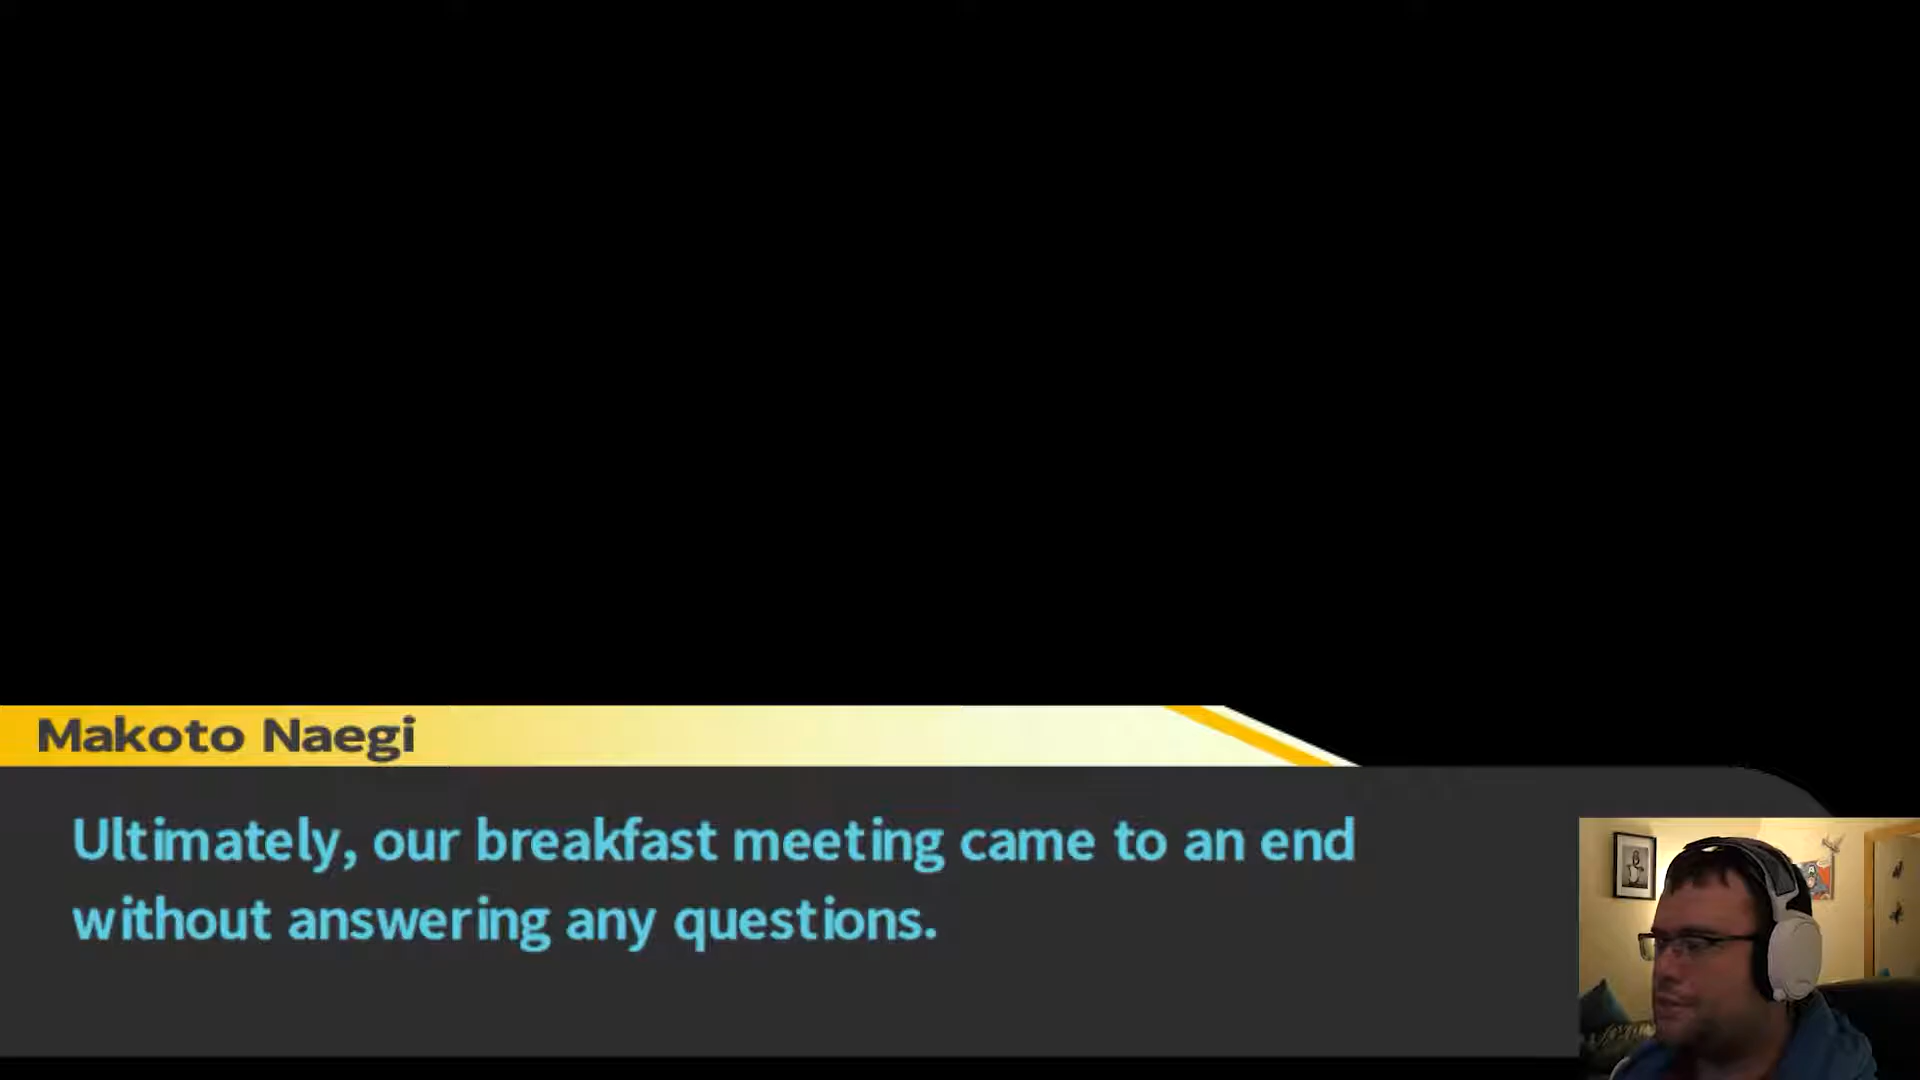 Makoto Naegi
Ultimately, our breakfast meeting came to an end
without answering any questions.